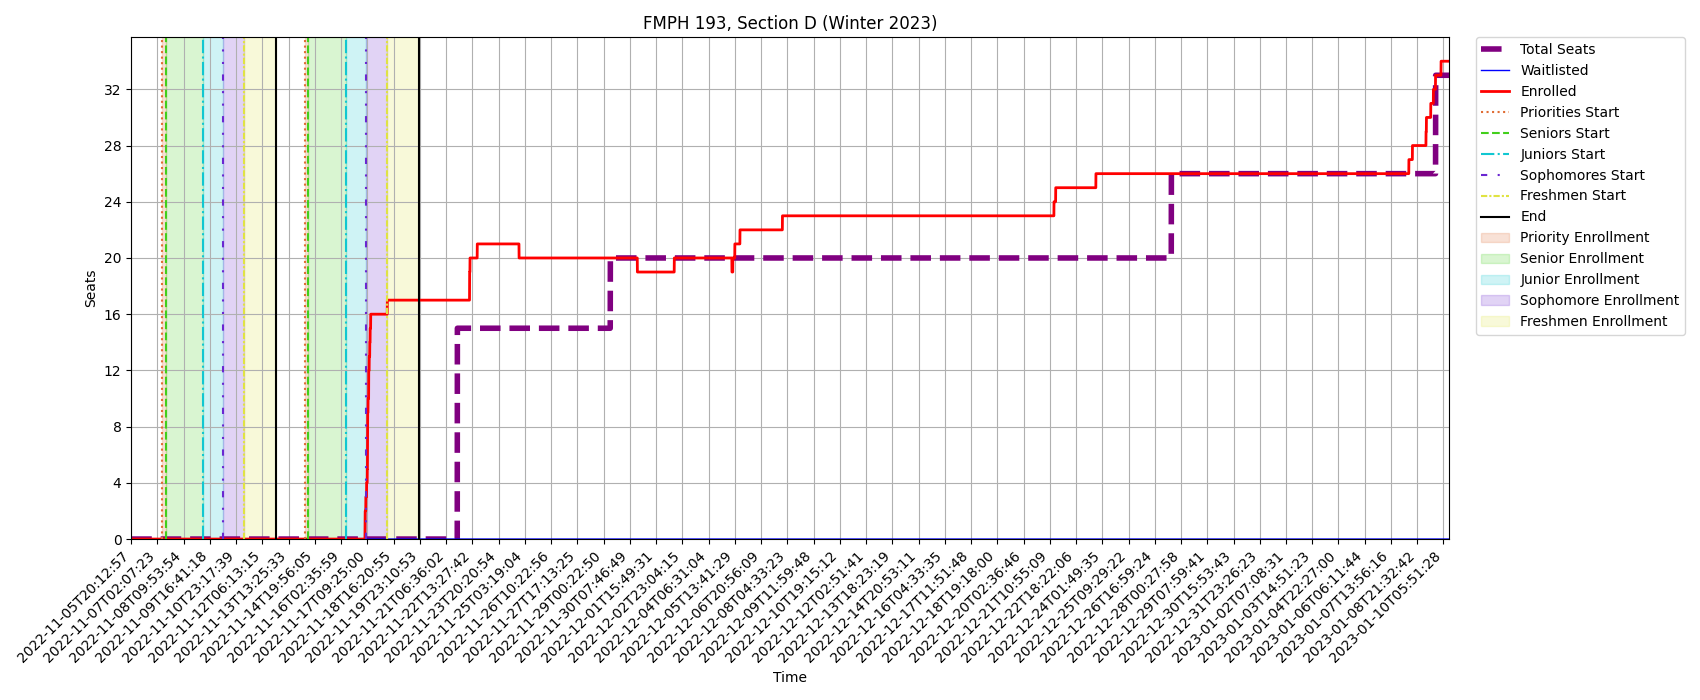 FMPH 193, Section D (Winter 2023)
Seats
32
28
24
20
16
12
8
4
0
2022-11-05T20:12:57
2022-11-07T02:07:23
2022-11-08T09:53:54
2022-11-09T16:41:18
2022-11-10T23:17:39
2022-11-12T06:13:15
2022-11-13T13:25:33
2022-11-14T19:56:05
2022-11-16T02:35:59
2022-11-17T09:25:00
2022-11-18T16:20:55
2022-11-19T23:10:53
2022-11-21T06:36:02
2022-11-23T13:27:42
2022-11-23T20:20:54
2022-11-25T03:19:04
2022-11-26T10:22:56
2022-11-27T17:13:25
2022-11-29T00:22:50
2022-11-30T07:46:49
2022-12-01T15:49:31
2022-12-02T23:04:15
2022-12-04T06:31:04
2022-12-05T13:41:29
2022-12-06T20:56:09
2022-12-08T04:33:23
2022-12-09T11:59:48
2022-12-10T19:15:12
2022-12-12T02:51:41
2022-12-13T18:23:19
2022-12-14T20:53:11
2022-12-16T04:33:35
2022-12-17T11:51:48
2022-12-18T19:18:00
2022-12-20T02:36:46
2022-12-21T10:55:09
2022-12-22T18:22:06
2022-12-24T01:49:35
2022-12-25T09:29:22
2022-12-26T16:59:24
2022-12-28T00:27:58
2022-12-29T07:59:41
2022-12-30T15:53:43
2022-12-31T23:26:23
2023-01-02T07:08:31
2023-01-03T14:51:23
2023-01-04T22:27:00
2023-01-06T06:11:44
2023-01-07T13:56:16
2023-01-08T21:32:42
2023-01-10T05:51:28
Time
Total Seats
Waitlisted
Enrolled
Priorities Start
Seniors Start
Juniors Start
Sophomores Start
Freshmen Start
End
Priority Enrollment
Senior Enrollment
Junior Enrollment
Sophomore Enrollment
Freshmen Enrollment